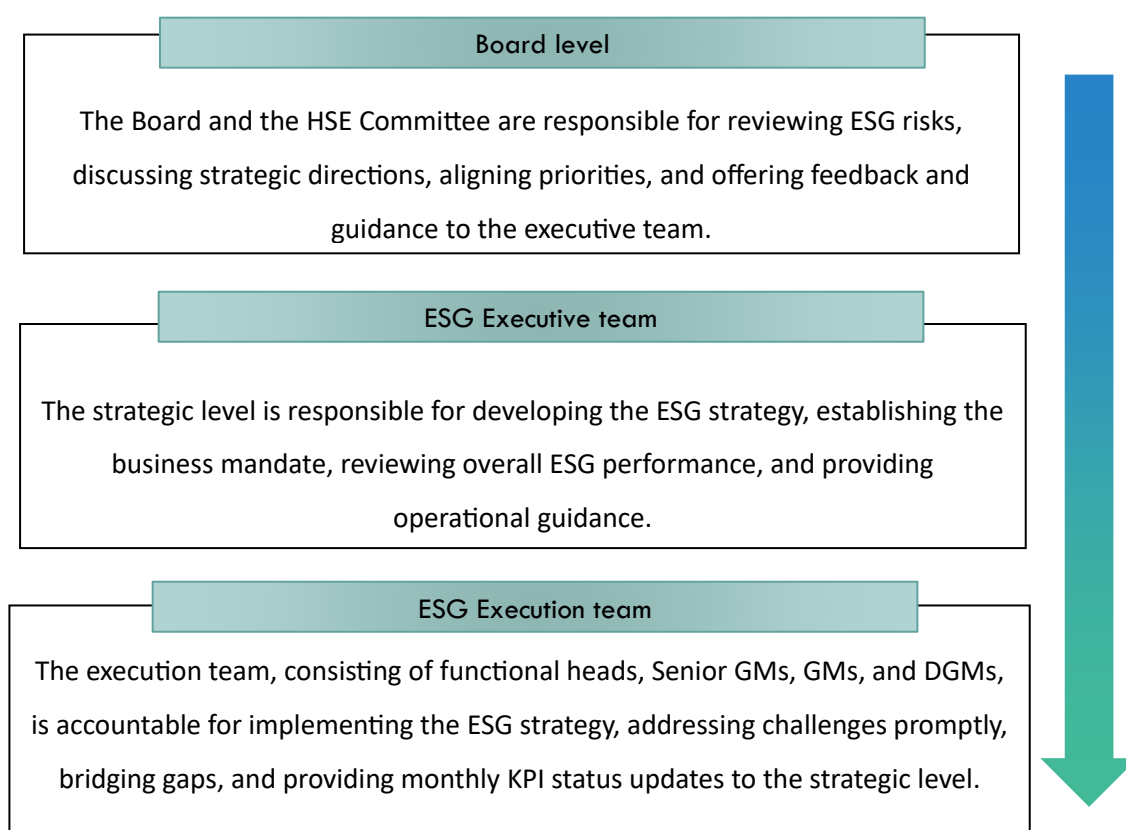 Board level
The Board and the HSE Committee are responsible for reviewing ESG risks,
discussing strategic directions, aligning priorities, and offering feedback and
guidance to the executive team.
ESG Executive team
The strategic level is responsible for developing the ESG strategy, establishing the
business mandate, reviewing overall ESG performance, and providing
operational guidance.
ESG Execution team
The execution team, consisting of functional heads, Senior GMs, GMs, and DGMs,
is accountable for implementing the ESG strategy, addressing challenges promptly,
bridging gaps, and providing monthly KPI status updates to the strategic level.